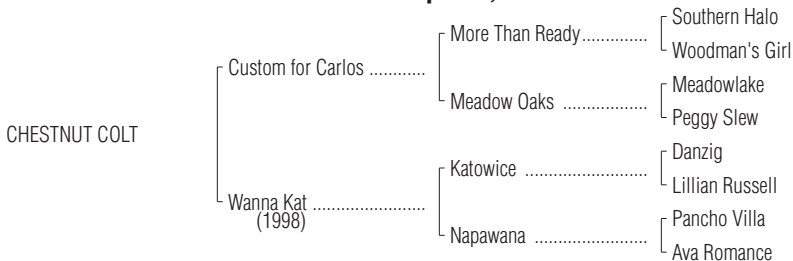 Southern Halo
More Than Ready..............
Woodman's Girl
Custom for Carlos ............
Meadowlake
Meadow Oaks ..................
Peggy Slew
CHESTNUT COLT
Danzig
Katowice .........................
Lillian Russell
Wanna Kat ........................
(1998)
Pancho Villa
Napawana .......................
Ava Romance